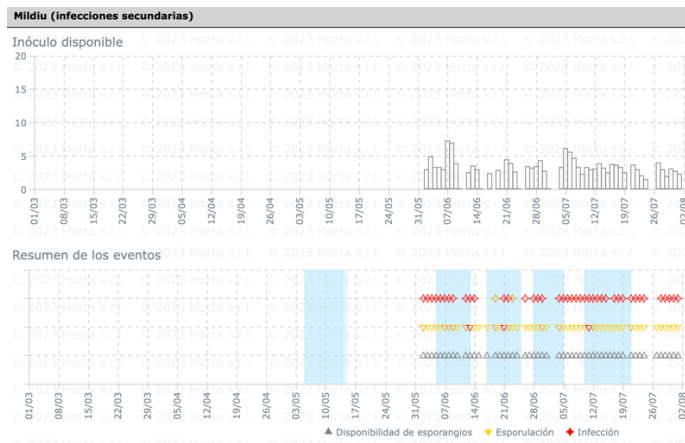 Mildiu (infecciones secundarias)
Inóculo disponible
© 2023 Horta s.r.l.
20
15
10
5
0
01/03 08/03 15/03 22/03 29/03 05/04 12/04 19/04 26/04 03/05 10/05 17/05 24/05 31/05 07/06 14/06 21/06 28/06 05/07 12/07 19/07 26/07 02/08
Resumen de los eventos
01/03 08/03 15/03 22/03 29/03 05/04 12/04 19/04 26/04 03/05 10/05 17/05 24/05 31/05 07/06 14/06 21/06 28/06 05/07 12/07 19/07 26/07 02/08
Disponibilidad de esporangios Esporulación Infección